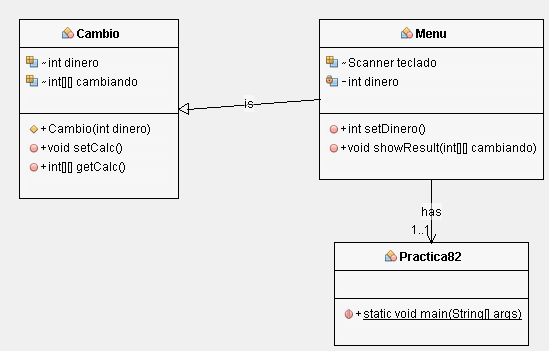 Cambio
~int dinero
~int[][] cambiando
+Cambio(int dinero)
+void setCalc()
+int[][] getCalc()
is
Menu
~Scanner teclado
-int dinero
+int setDinero()
+void showResult(int[][] cambiando)
has
1..1
Practica82
+static void main(String[] args)